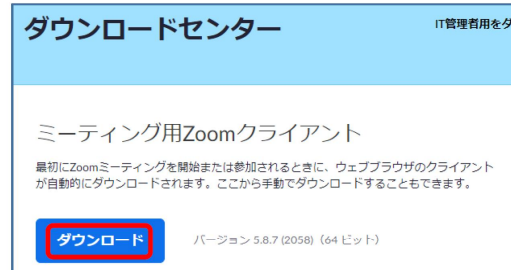 ダウンロードセンター
IT管理者用をダ
ミーティング用Zoomクライアント
最初にZoomミーティングを開始または参加されるときに、ウェブブラウザのクライアント
が自動的にダウンロードされます。ここから手動でダウンロードすることもできます。
ダウンロード バージョン 5.8.7 (2058)（64 ビット）